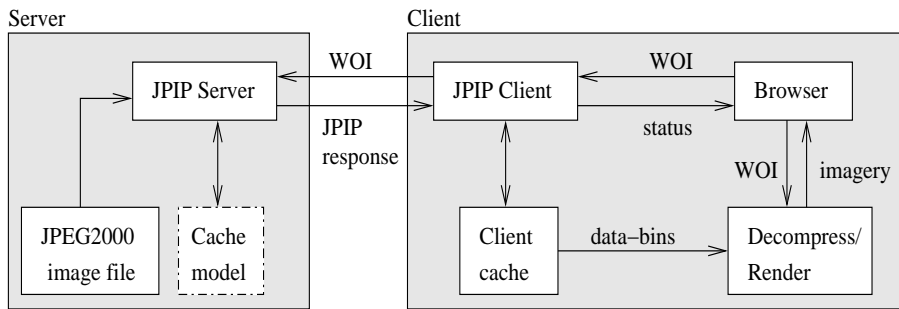 Server
Client
WOI
WOI
JPIP Server
JPIP Client
Browser
JPIP
response
status
WOI
imagery
JPEG2000
image file
Cache
model
Client
cache
data−bins
Decompress/
Render